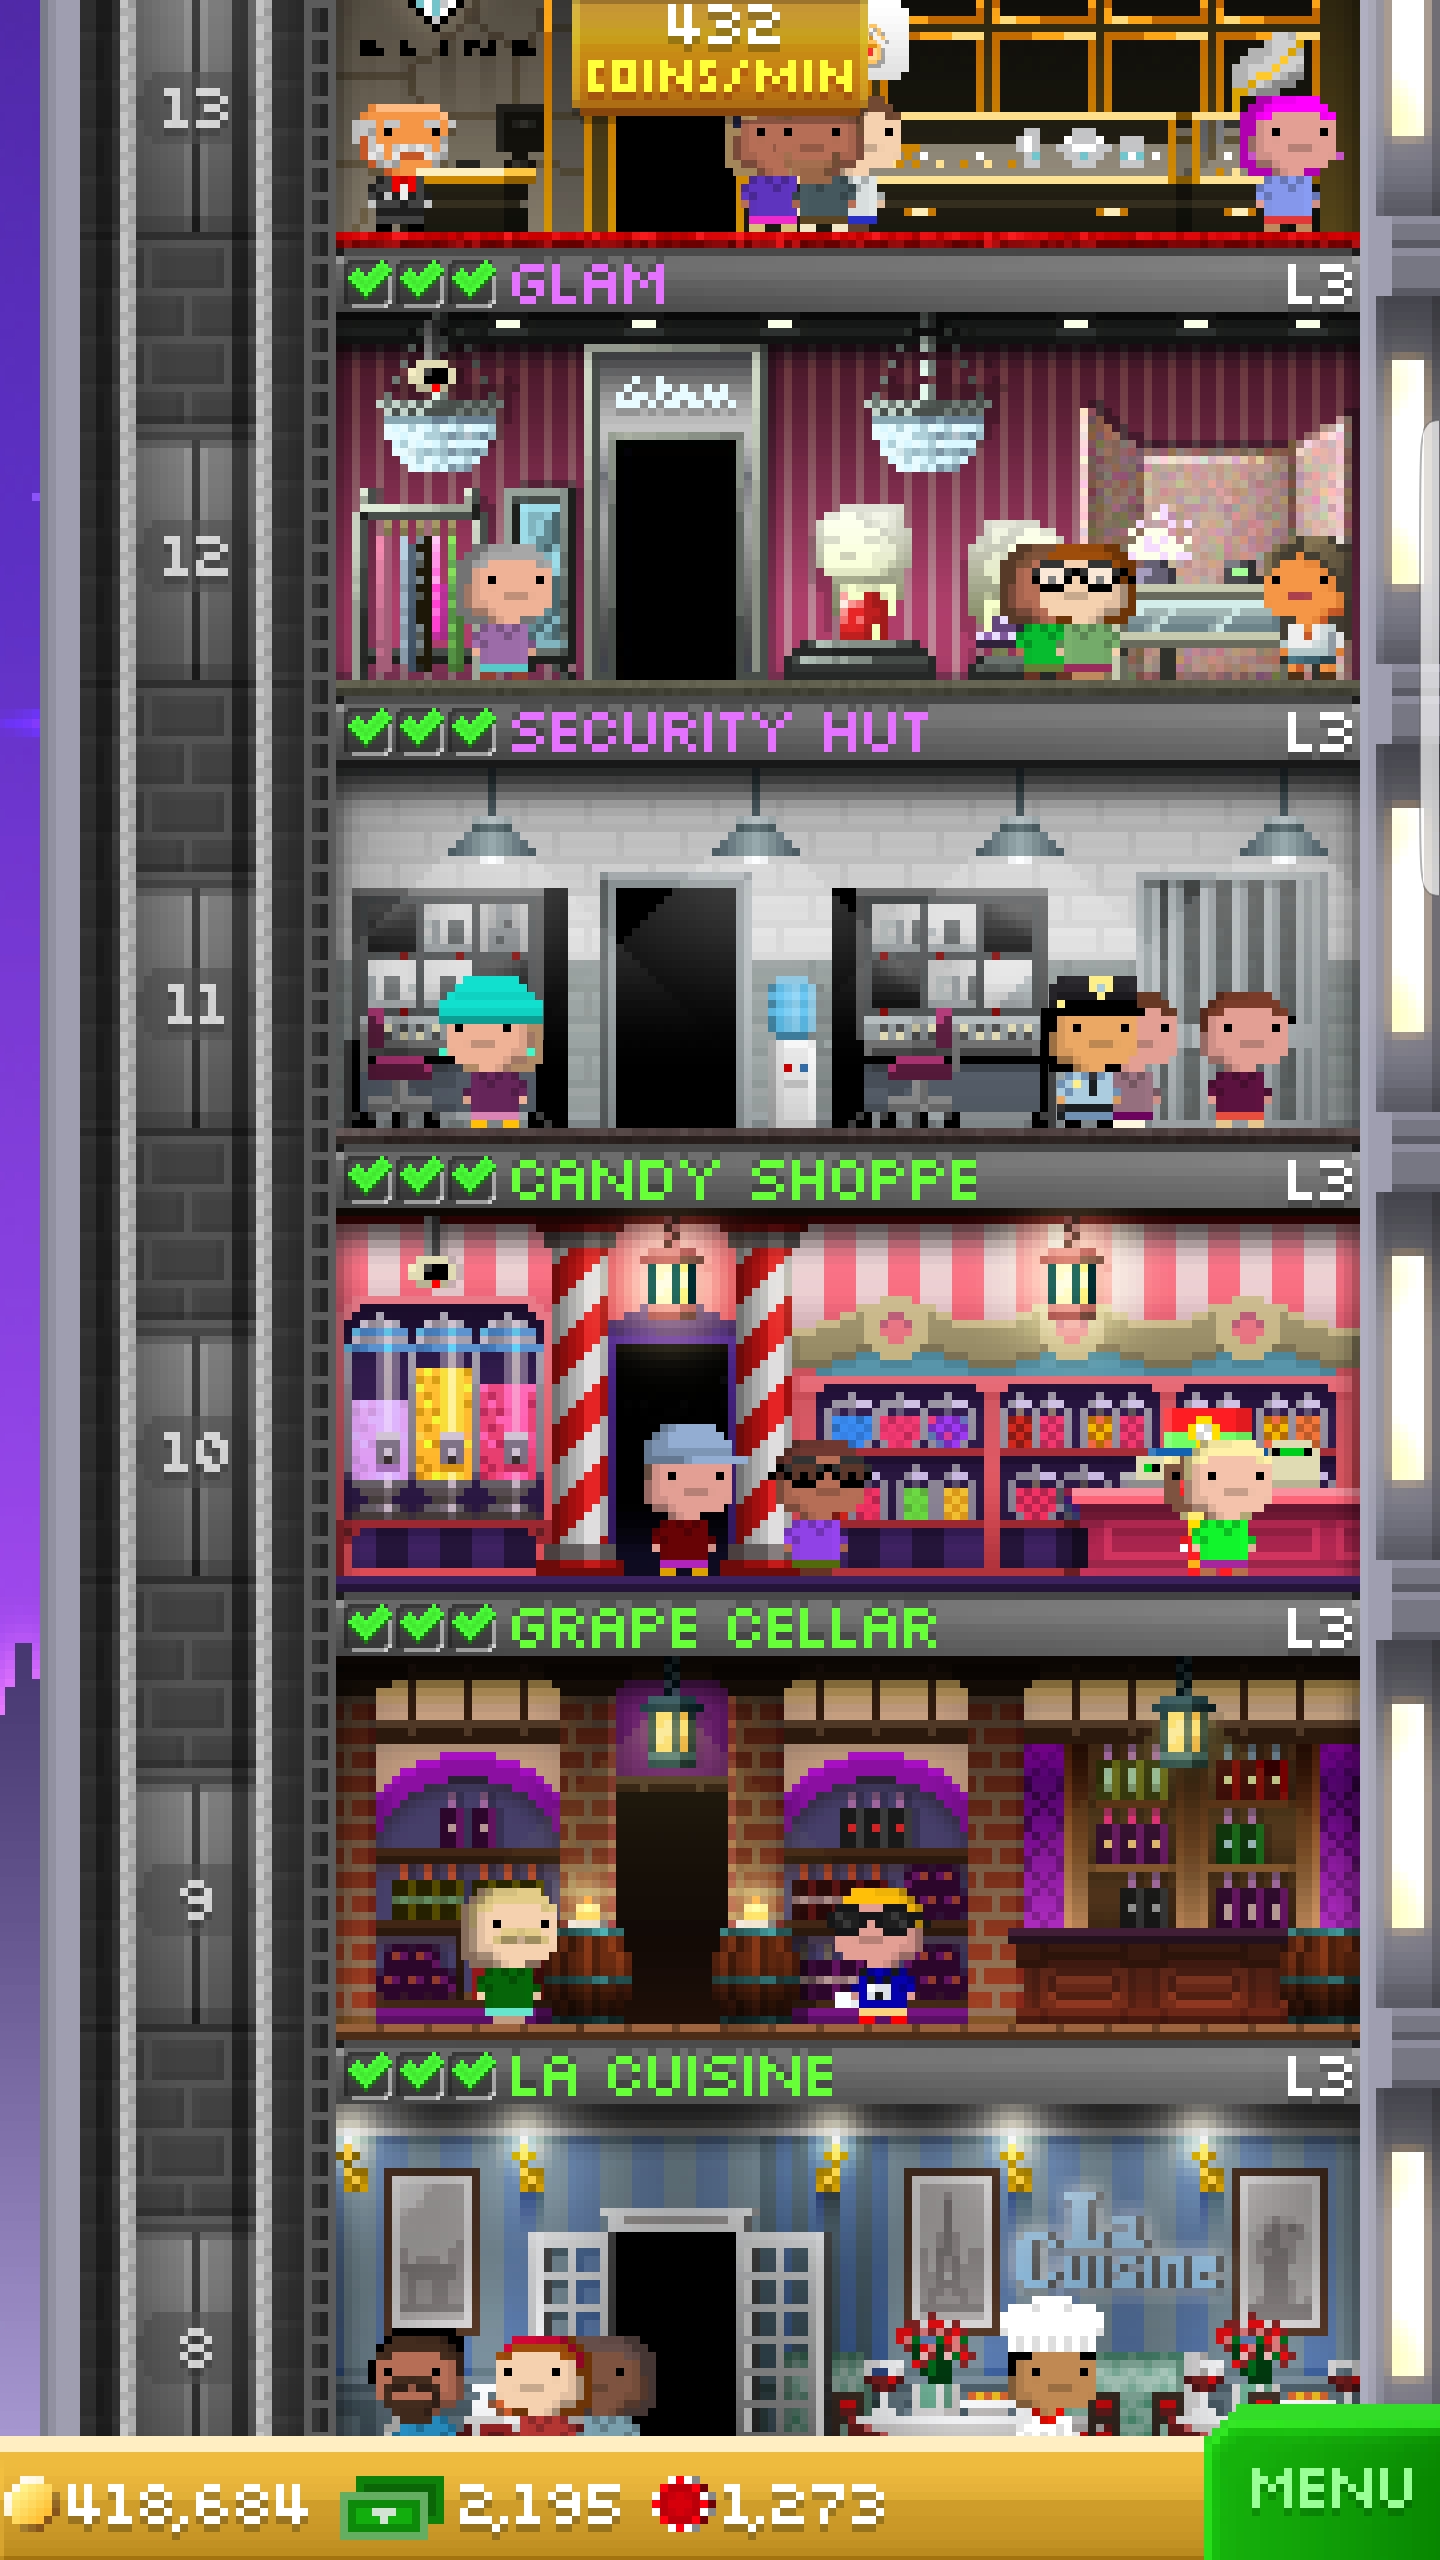 BLING
432
COINS/MIN
13
GLAM
L3
Glam
12
SECURITY HUT
L3
11
CANDY SHOPPE
L3
10
GRAPE CELLAR
L3
9
LA CUISINE
L3
La
Cuisine
8
418,684 2,195 1,273
MENU